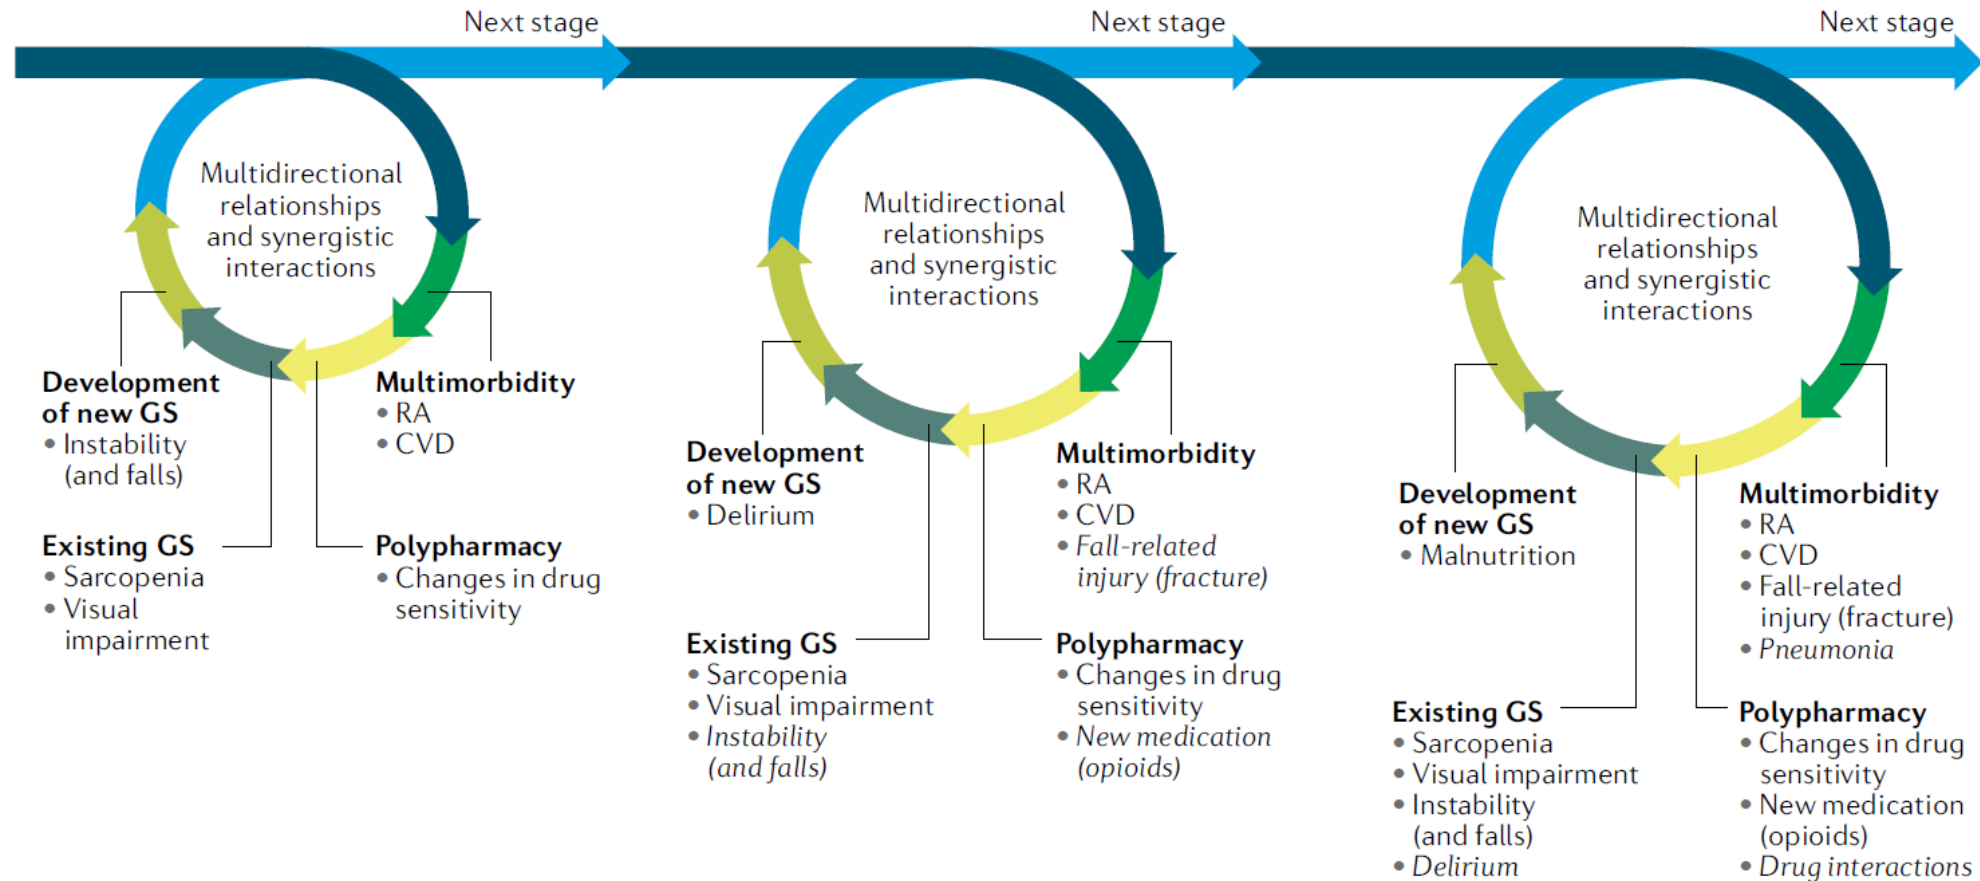 Next stage
Next stage
Next stage
Multidirectional
relationships
and synergistic
interactions
Development
of new GS
• Instability
(and falls)
Multimorbidity
• RA
• CVD
Existing GS
• Sarcopenia
• Visual
impairment
Polypharmacy
• Changes in drug
sensitivity
Multidirectional
relationships
and synergistic
interactions
Development
of new GS
• Delirium
Multimorbidity
• RA
• CVD
• Fall-related
injury (fracture)
Existing GS
• Sarcopenia
• Visual impairment
• Instability
(and falls)
Polypharmacy
• Changes in drug
sensitivity
• New medication
(opioids)
Multidirectional
relationships
and synergistic
interactions
Development
of new GS
• Malnutrition
Multimorbidity
• RA
• CVD
• Fall-related
injury (fracture)
• Pneumonia
Existing GS
• Sarcopenia
• Visual impairment
• Instability
(and falls)
• Delirium
Polypharmacy
• Changes in drug
sensitivity
• New medication
(opioids)
• Drug interactions